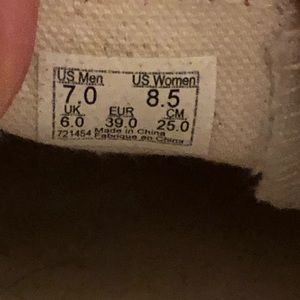 US Men US Women
7.0 8.5
UK EUR CM
6.0 39.0 25.0
721454 Made in China
Fabriqué en China